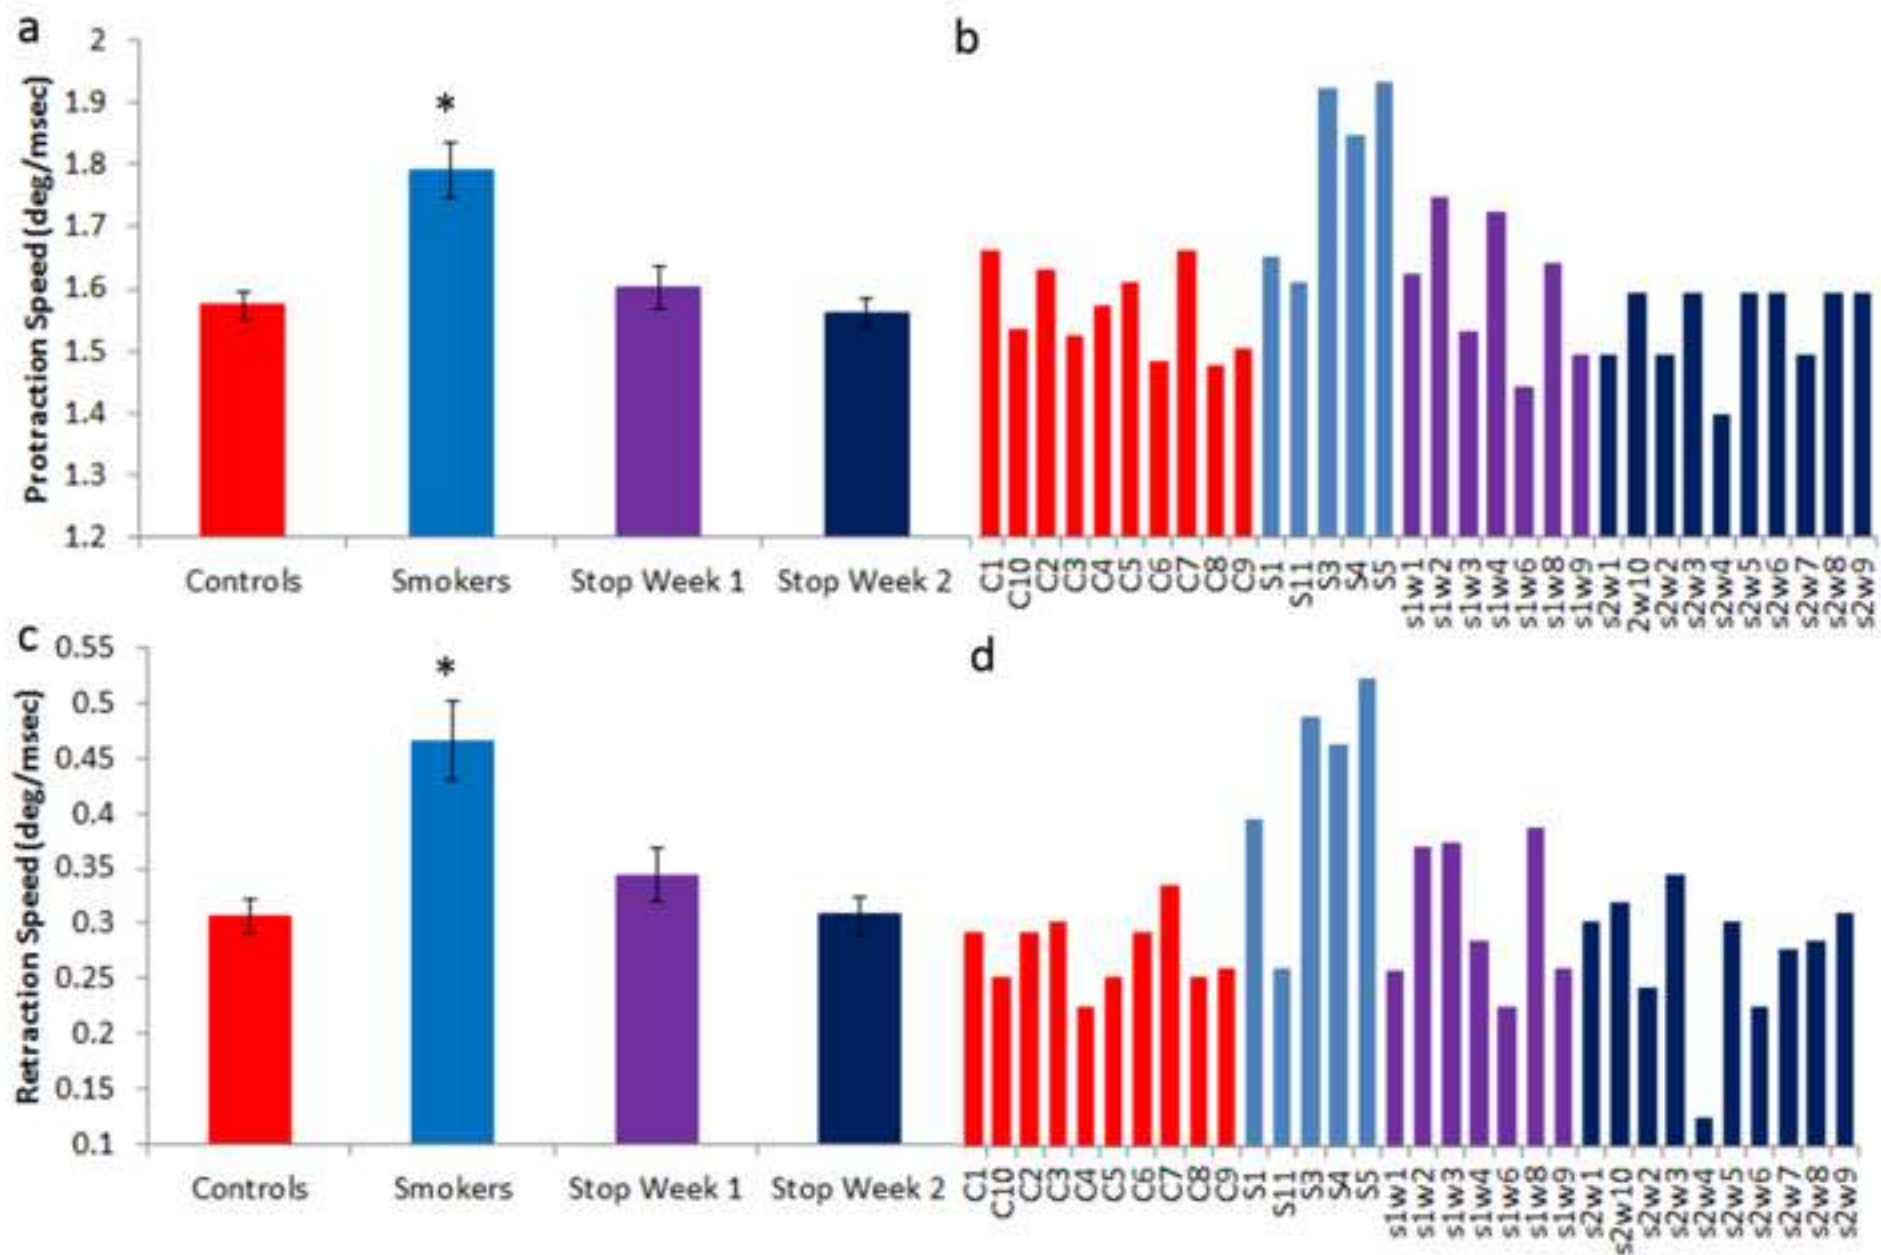 a
b
Protraction Speed (deg/msec)
2
1.9
1.8
1.7
1.6
1.5
1.4
1.3
1.2
*
Controls Smokers Stop Week 1 Stop Week 2
C1 C10 C2 C3 C4 C5 C6 C7 C8 C9 S1 S11 S3 S4 S5 s1w1 s1w2 s1w3 s1w4 s1w6 s1w8 s1w9 s2w1 2w10 s2w2 s2w3 s2w4 s2w5 s2w6 s2w7 s2w8 s2w9
c
d
Retraction Speed (deg/msec)
0.55
0.5
0.45
0.4
0.35
0.3
0.25
0.2
0.15
0.1
*
Controls Smokers Stop Week 1 Stop Week 2
C1 C10 C2 C3 C4 C5 C6 C7 C8 C9 S1 S11 S3 S4 S5 s1w1 s1w2 s1w3 s1w4 s1w6 s1w8 s1w9 s2w1 s2w10 s2w2 s2w3 s2w4 s2w5 s2w6 s2w7 s2w8 s2w9